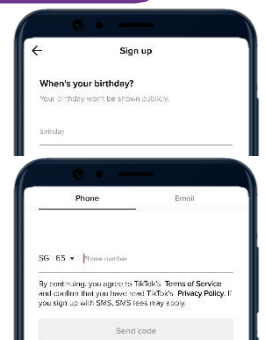 Sign up
When's your birthday?
Your birthday won't be shown publicly.
Birthday
Phone Email
SG +65 Phone number
By continuing, you agree to TikTok's Terms of Service
and confirm that you have read TikTok's Privacy Policy. If
you sign up with SMS, SMS fees may apply.
Send code